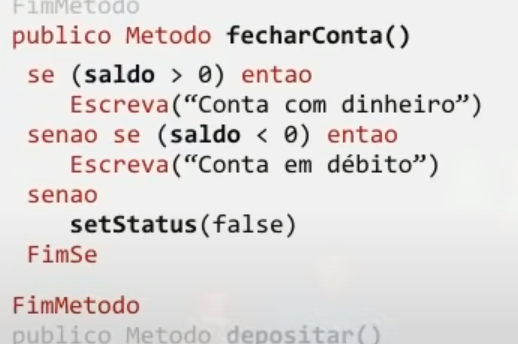 FimMetodo
publico Metodo fecharConta()
se (saldo > 0) entao
Escreva(“Conta com dinheiro”)
senao se (saldo < 0) entao
Escreva(“Conta em débito”)
senao
setStatus(false)
FimSe
FimMetodo
publico Metodo depositar()